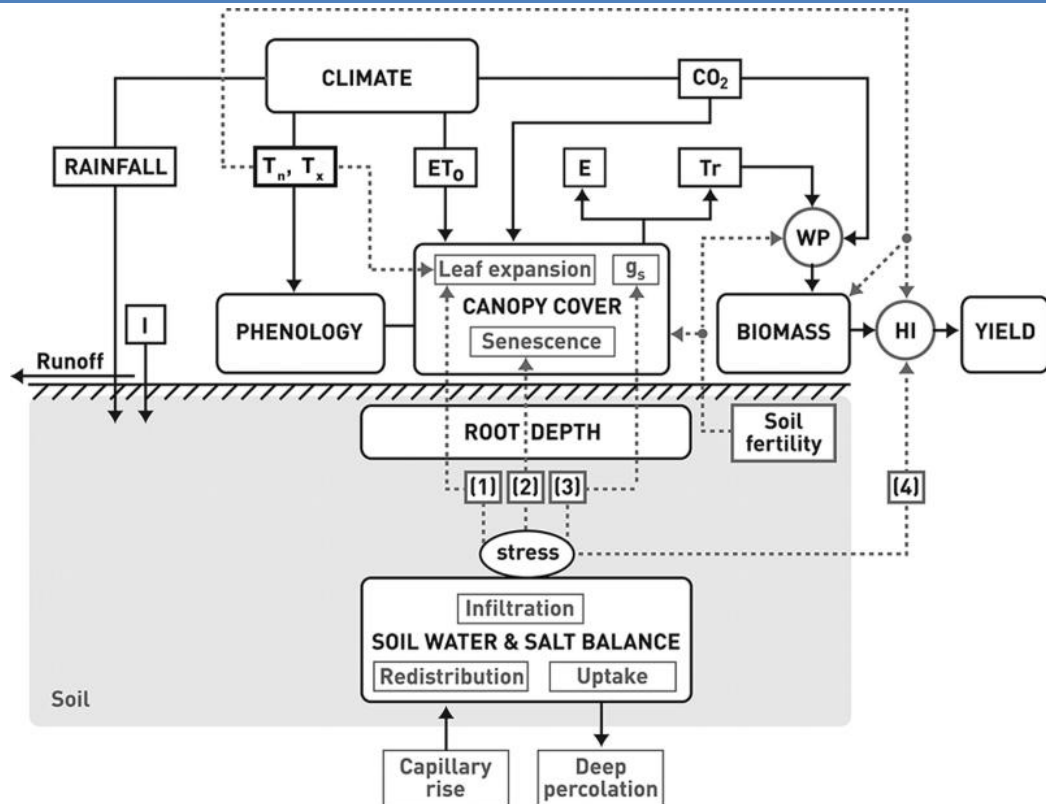 CLIMATE
CO₂
RAINFALL
Tₙ, Tₓ
ET₀
E
Tr
WP
Leaf expansion
gₛ
CANOPY COVER
Senescence
PHENOLOGY
I
BIOMASS
HI
YIELD
Runoff
ROOT DEPTH
Soil
fertility
(1)
(2)
(3)
(4)
stress
Infiltration
SOIL WATER & SALT BALANCE
Redistribution
Uptake
Soil
Capillary
rise
Deep
percolation